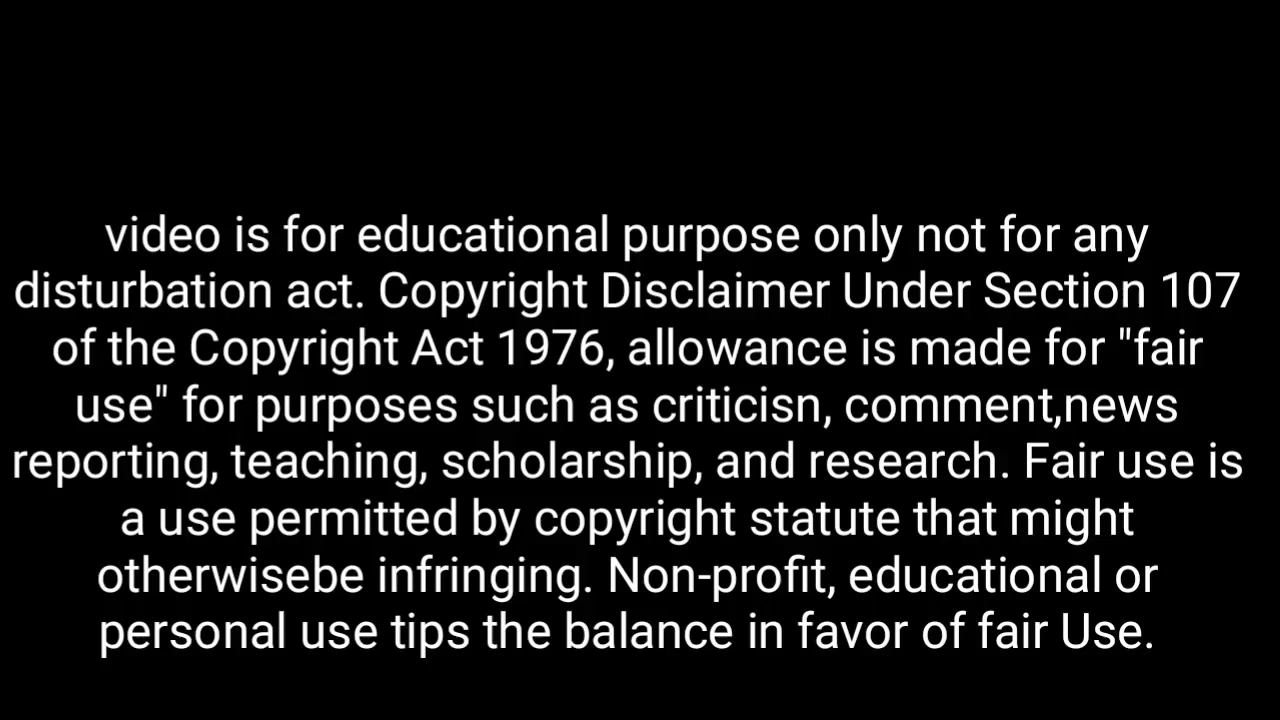 video is for educational purpose only not for any
disturbation act. Copyright Disclaimer Under Section 107
of the Copyright Act 1976, allowance is made for "fair
use" for purposes such as criticisn, comment,news
reporting, teaching, scholarship, and research. Fair use is
a use permitted by copyright statute that might
otherwisebe infringing. Non-profit, educational or
personal use tips the balance in favor of fair Use.